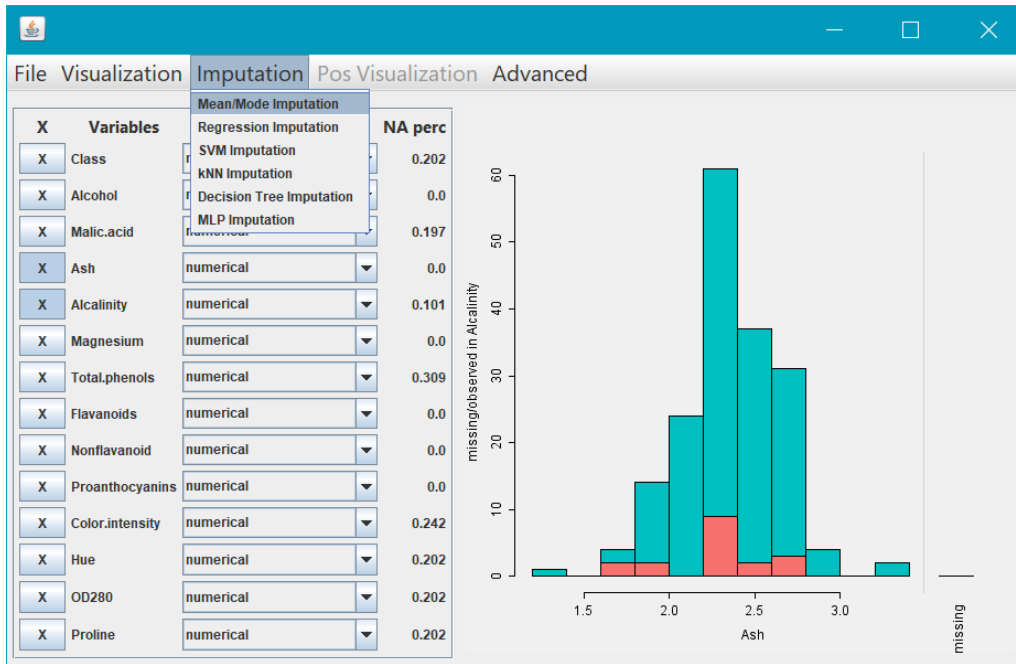 File Visualization Imputation Pos Visualization Advanced
Mean/Mode Imputation
Regression Imputation
SVM Imputation
kNN Imputation
Decision Tree Imputation
MLP Imputation
X Variables NA perc
X Class 0.202
X Alcohol 0.0
X Malic.acid 0.197
X Ash numerical 0.0
X Alcalinity numerical 0.101
X Magnesium numerical 0.0
X Total.phenols numerical 0.309
X Flavanoids numerical 0.0
X Nonflavanoid numerical 0.0
X Proanthocyanins numerical 0.0
X Color.intensity numerical 0.242
X Hue numerical 0.202
X OD280 numerical 0.202
X Proline numerical 0.202
missing/observed in Alcalinity
60
50
40
30
20
10
0
1.5 2.0 2.5 3.0
Ash
missing